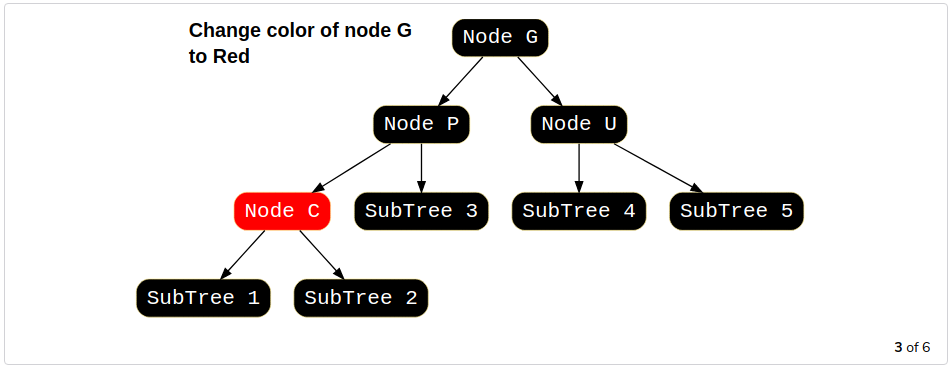 Change color of node G
to Red
Node G
Node P
Node U
Node C
SubTree 3
SubTree 4
SubTree 5
SubTree 1
SubTree 2
3 of 6